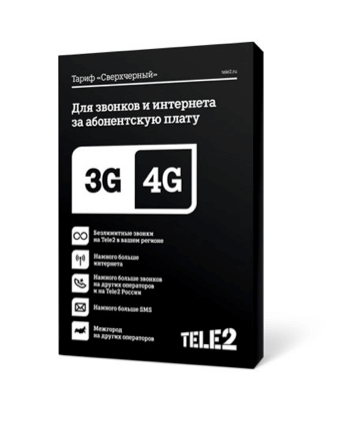 Тариф «Сверхчерный»
tele2.ru
Для звонков и интернета
за абонентскую плату
3G 4G
Безлимитные звонки
на Tele2 в вашем регионе
Намного больше
интернета
Намного больше звонков
на других операторов
и на Tele2 России
Намного больше SMS
Межгород
на других операторов
TELE2